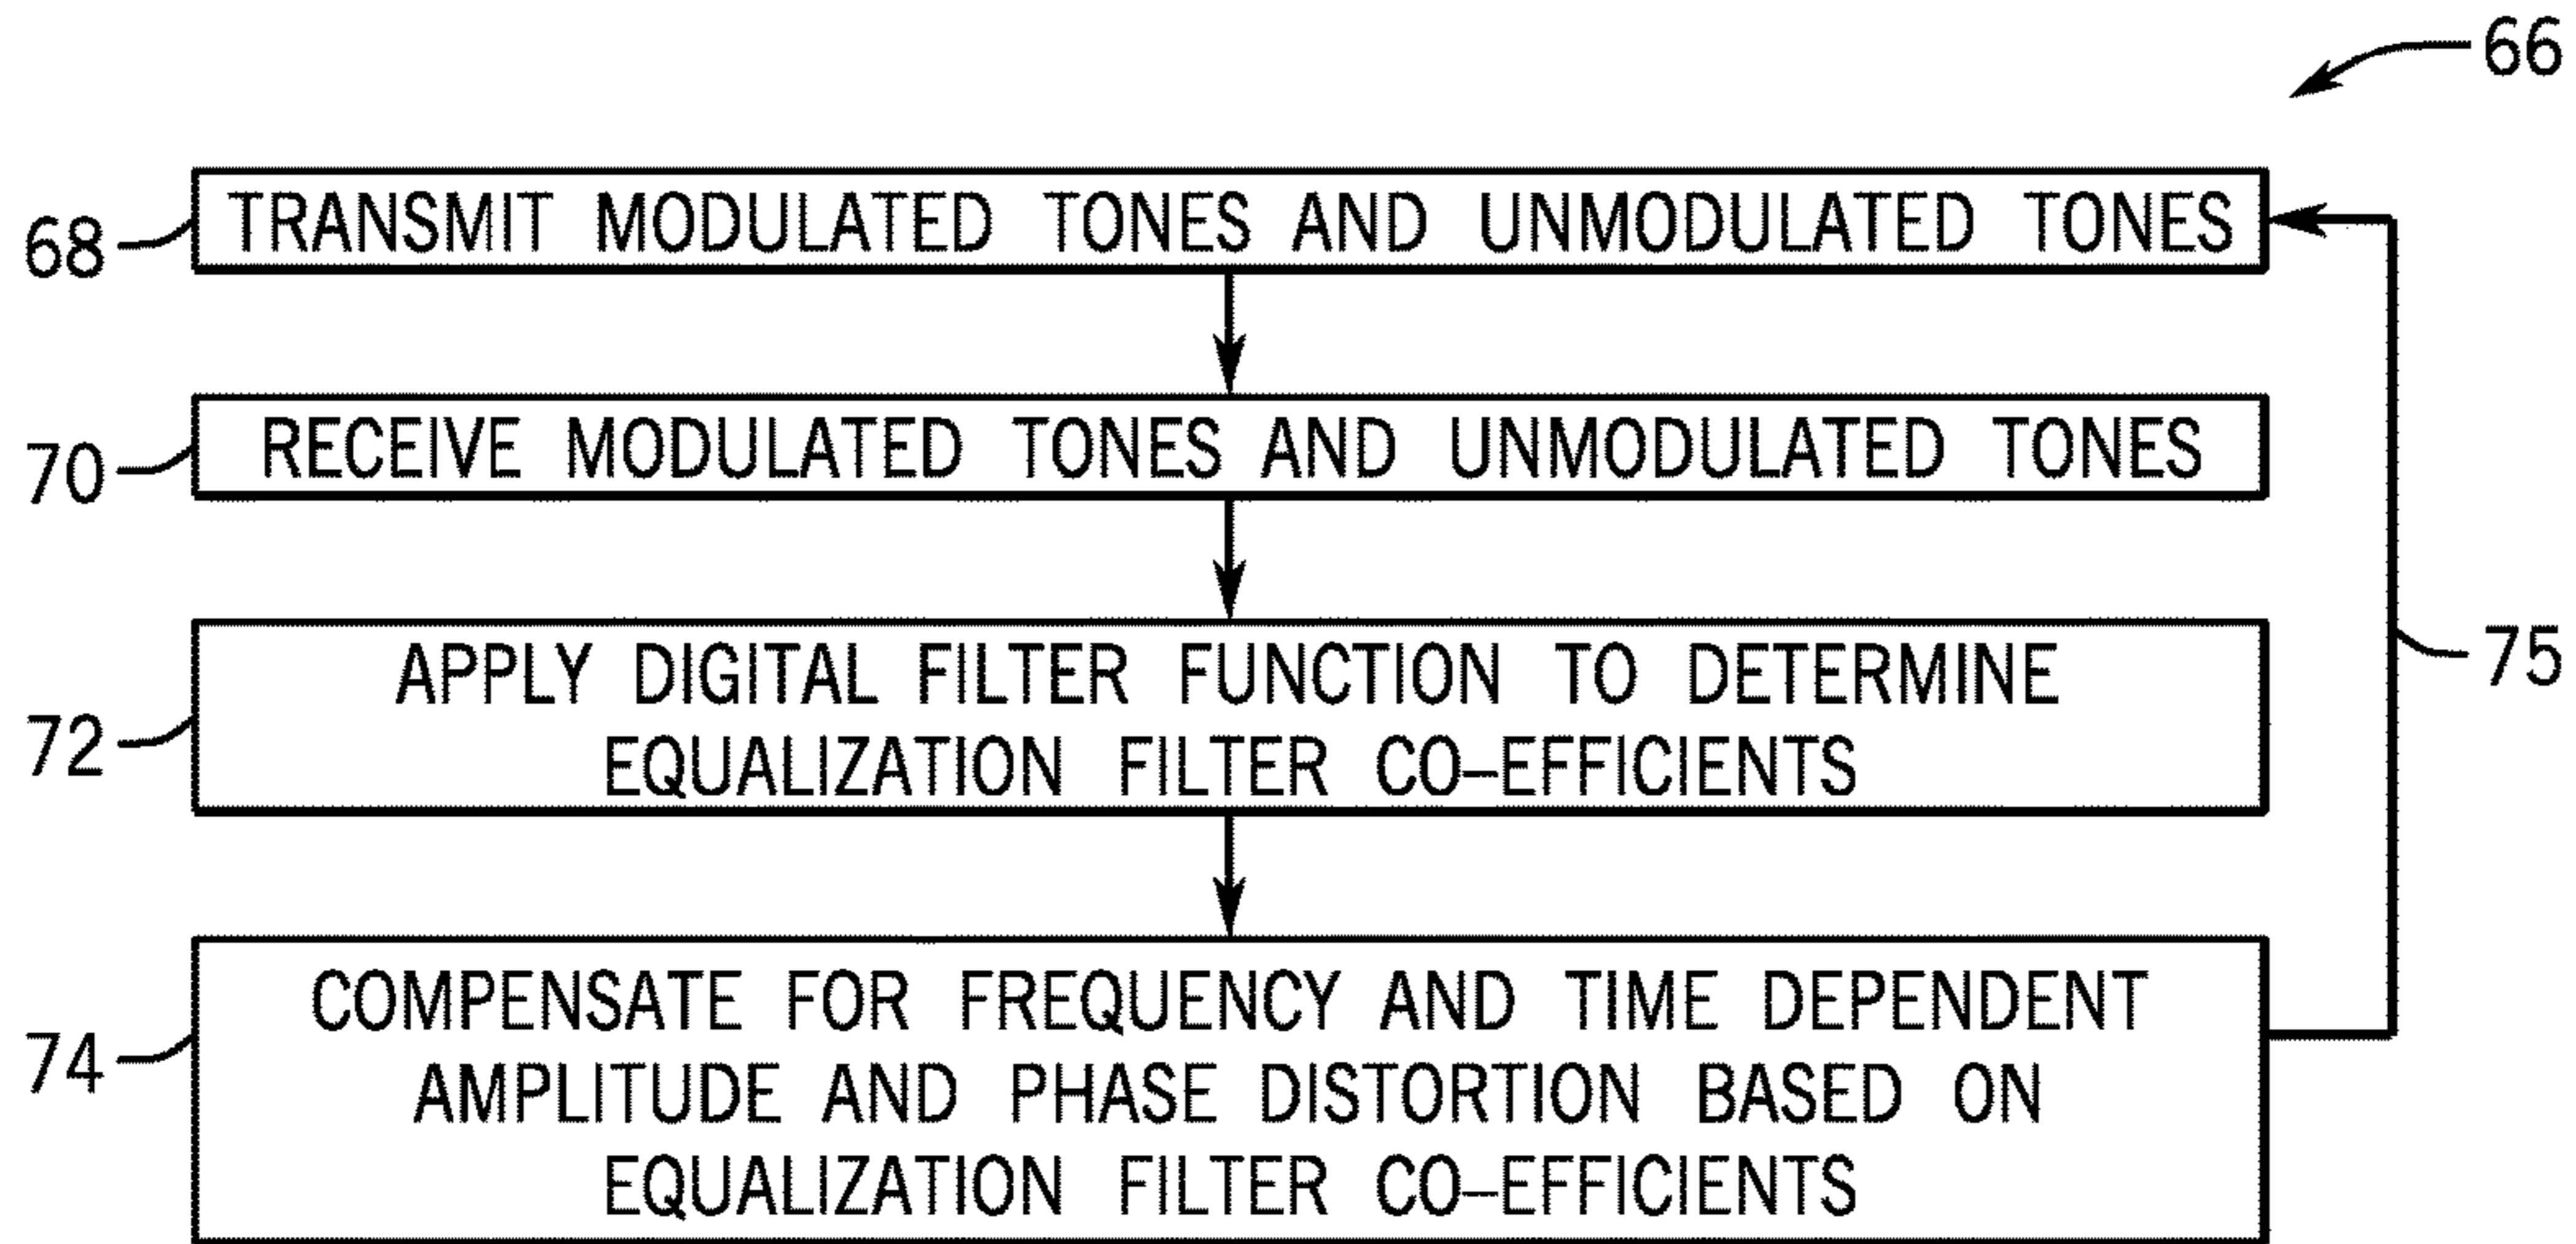 66
68
TRANSMIT MODULATED TONES AND UNMODULATED TONES
70
RECEIVE MODULATED TONES AND UNMODULATED TONES
75
72
APPLY DIGITAL FILTER FUNCTION TO DETERMINE
EQUALIZATION FILTER CO–EFFICIENTS
74
COMPENSATE FOR FREQUENCY AND TIME DEPENDENT
AMPLITUDE AND PHASE DISTORTION BASED ON
EQUALIZATION FILTER CO–EFFICIENTS